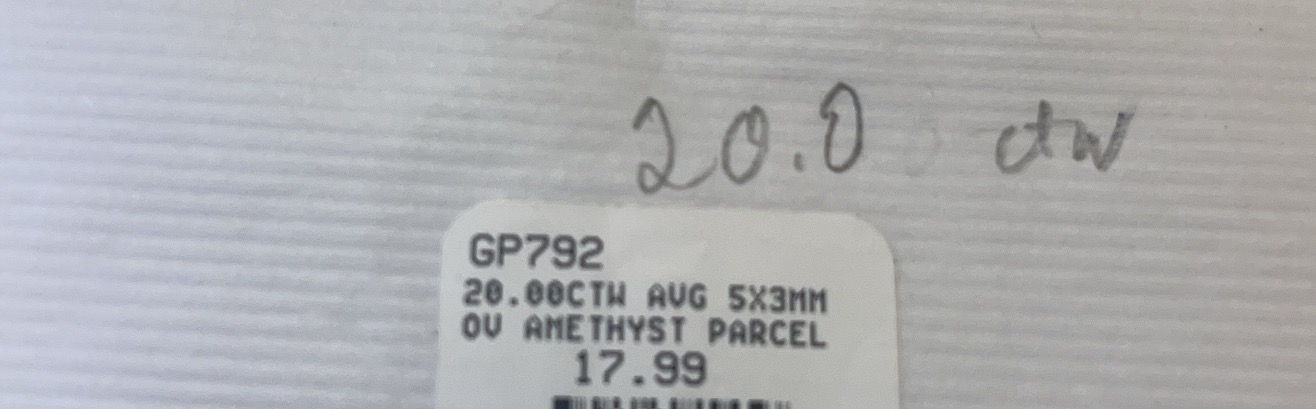 20.0 ctw
GP792
20.00CTW AVG 5X3MM
OV AMETHYST PARCEL
17.99